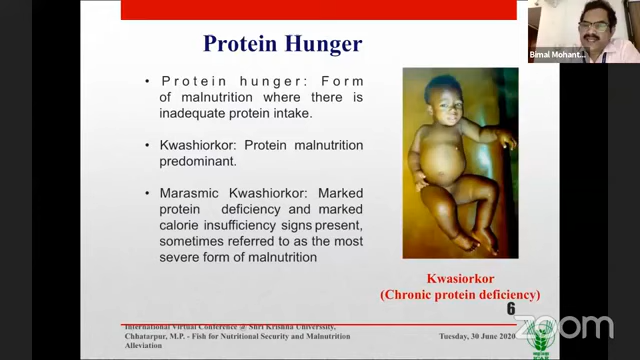 Protein Hunger
Bimal Mohant...
• Protein hunger: Form
of malnutrition where there is
inadequate protein intake.
• Kwashiorkor: Protein malnutrition
predominant.
• Marasmic Kwashiorkor: Marked
protein deficiency and marked
calorie insufficiency signs present,
sometimes referred to as the most
severe form of malnutrition
Kwasiorkor
(Chronic protein deficiency)
6
International Virtual Conference @ Shri Krishna University,
Chhatarpur, M.P. - Fish for Nutritional Security and Malnutrition
Alleviation
Tuesday, 30 June 2020
zoom